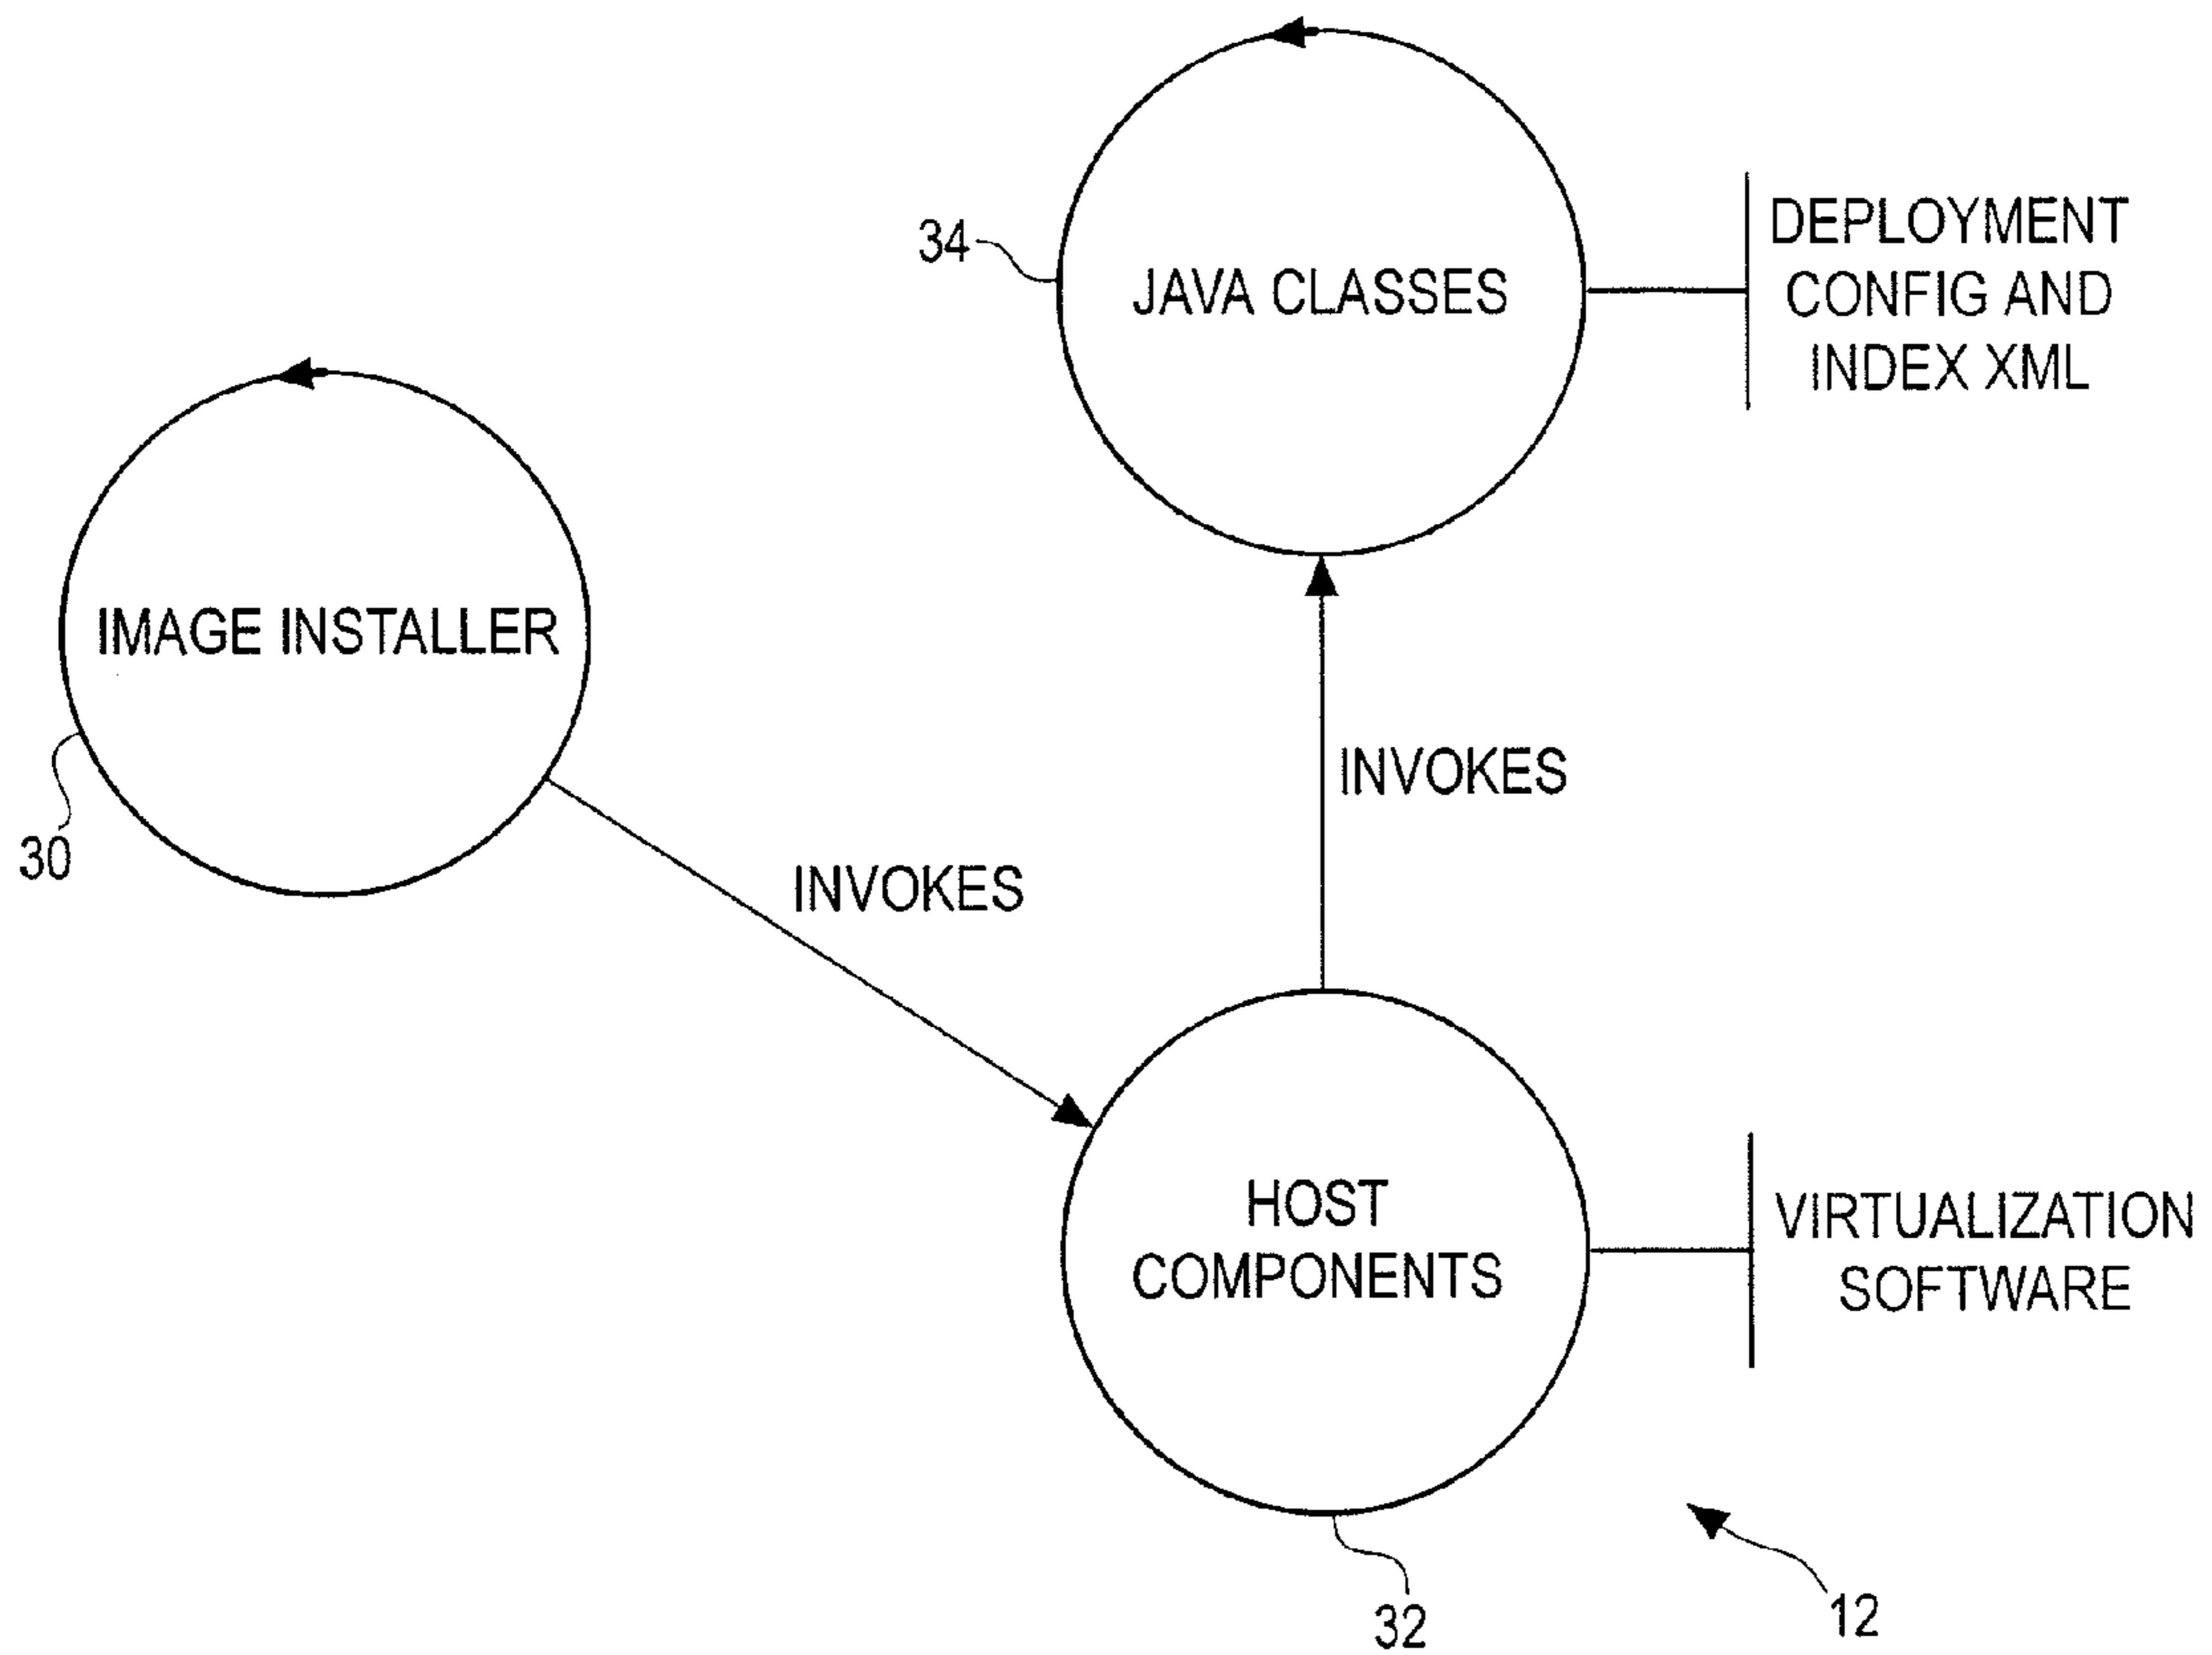 34
JAVA CLASSES
DEPLOYMENT
CONFIG AND
INDEX XML
IMAGE INSTALLER
30
INVOKES
INVOKES
HOST
COMPONENTS
VIRTUALIZATION
SOFTWARE
32
12